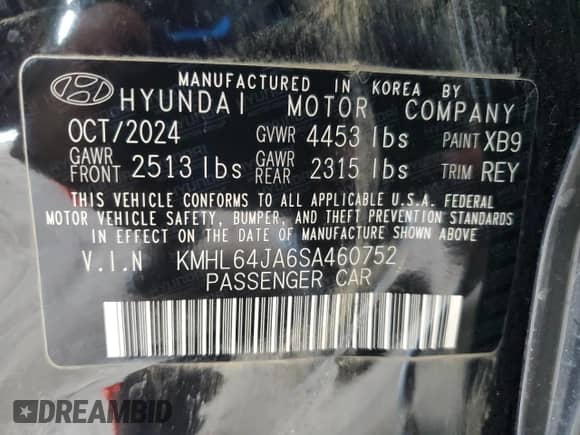 MANUFACTURED IN KOREA BY
HYUNDAI MOTOR COMPANY
OCT/2024 GVWR 4453 lbs PAINT XB9
GAWR FRONT 2513 lbs GAWR REAR 2315 lbs TRIM REY
THIS VEHICLE CONFORMS TO ALL APPLICABLE U.S.A. FEDERAL
MOTOR VEHICLE SAFETY, BUMPER, AND THEFT PREVENTION STANDARDS
IN EFFECT ON THE DATE OF MANUFACTURE SHOWN ABOVE
V.I.N KMHL64JA6SA460752
PASSENGER CAR
DREAMBID